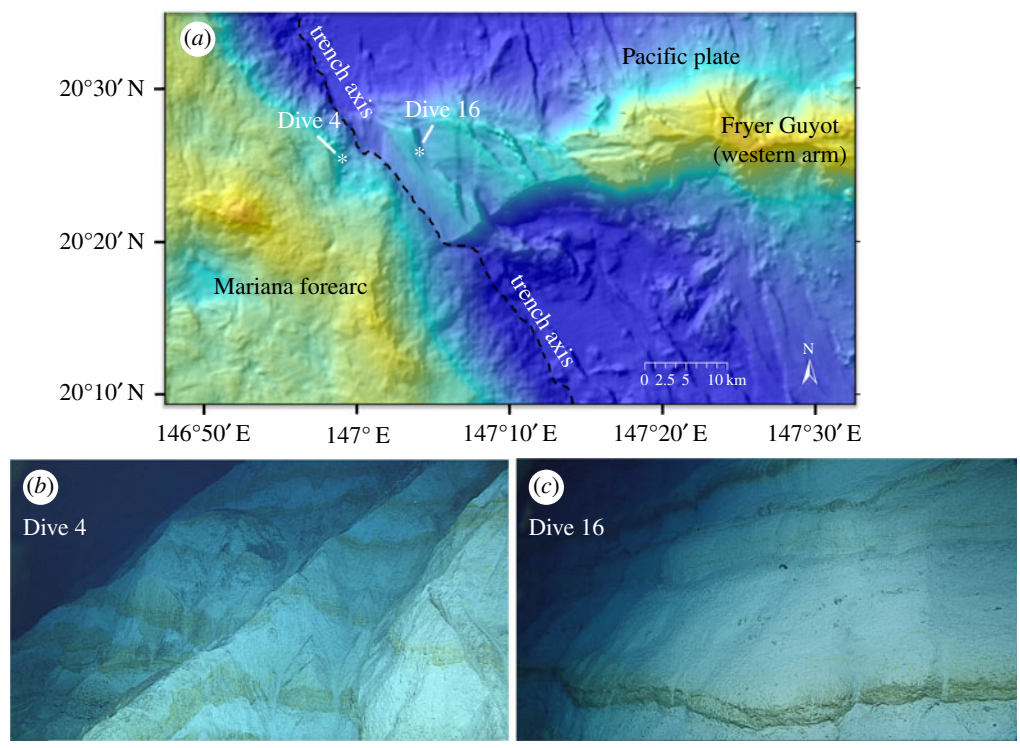 (a)
Pacific plate
trench axis
20°30′ N
Dive 16
Dive 4
Fryer Guyot
(western arm)
20°20′ N
Mariana forearc
trench axis
N
0 2.5 5 10 km
20°10′ N
146°50′ E 147° E 147°10′ E 147°20′ E 147°30′ E
(b)
Dive 4
(c)
Dive 16